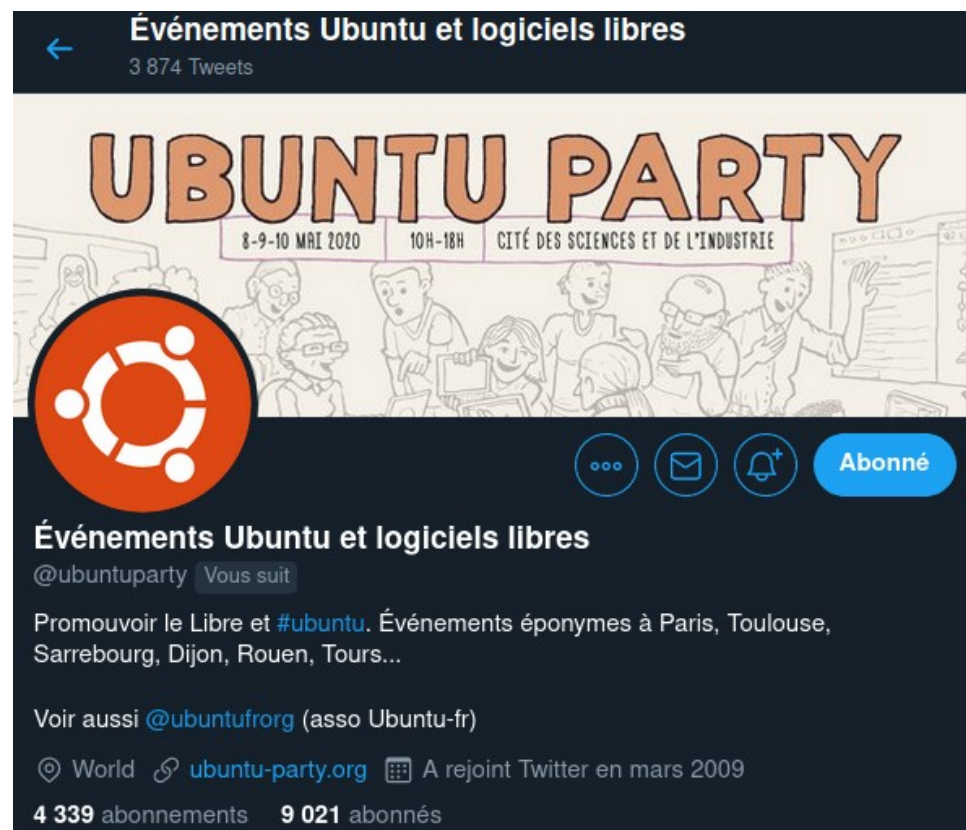 Événements Ubuntu et logiciels libres
3 874 Tweets
UBUNTU PARTY
8-9-10 MAI 2020 10H-18H CITÉ DES SCIENCES ET DE L'INDUSTRIE
Abonné
Événements Ubuntu et logiciels libres
@ubuntuparty Vous suit
Promouvoir le Libre et #ubuntu. Événements éponymes à Paris, Toulouse,
Sarrebourg, Dijon, Rouen, Tours...
Voir aussi @ubuntufrorg (asso Ubuntu-fr)
World ubuntu-party.org A rejoint Twitter en mars 2009
4 339 abonnements 9 021 abonnés